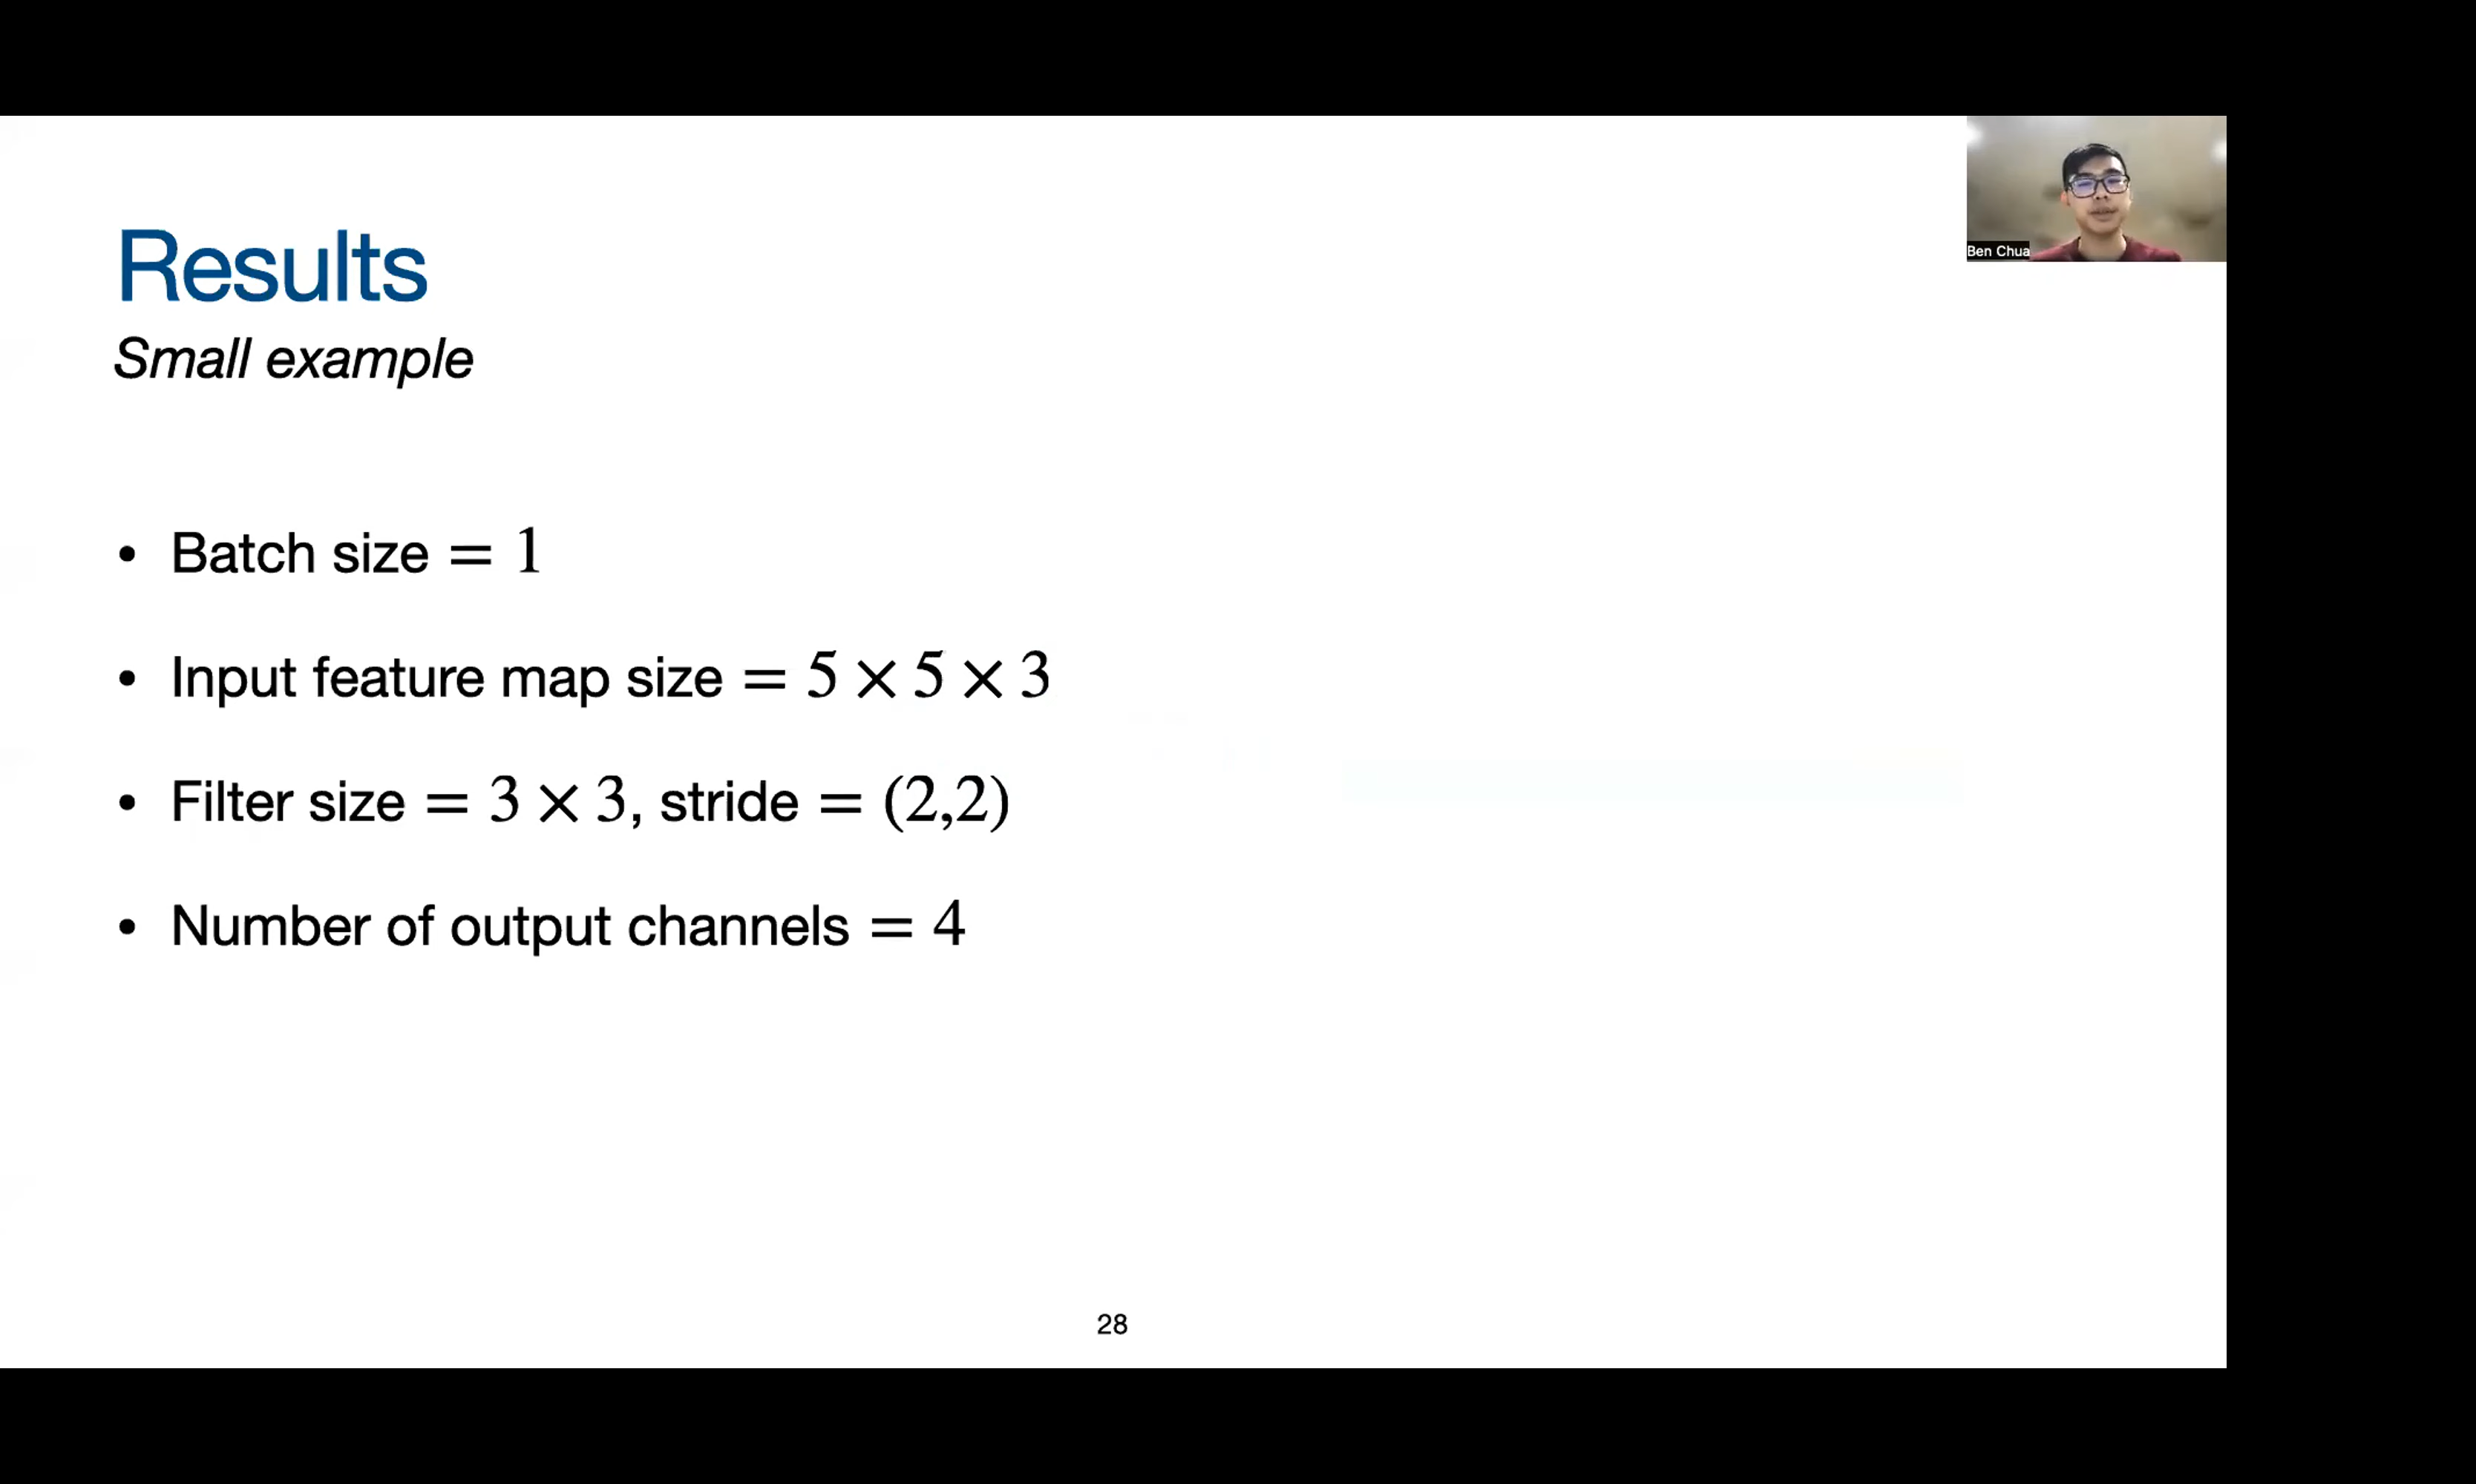 Results
Small example
• Batch size = 1
• Input feature map size = 5 × 5 × 3
• Filter size = 3 × 3, stride = (2,2)
• Number of output channels = 4
28
Ben Chua